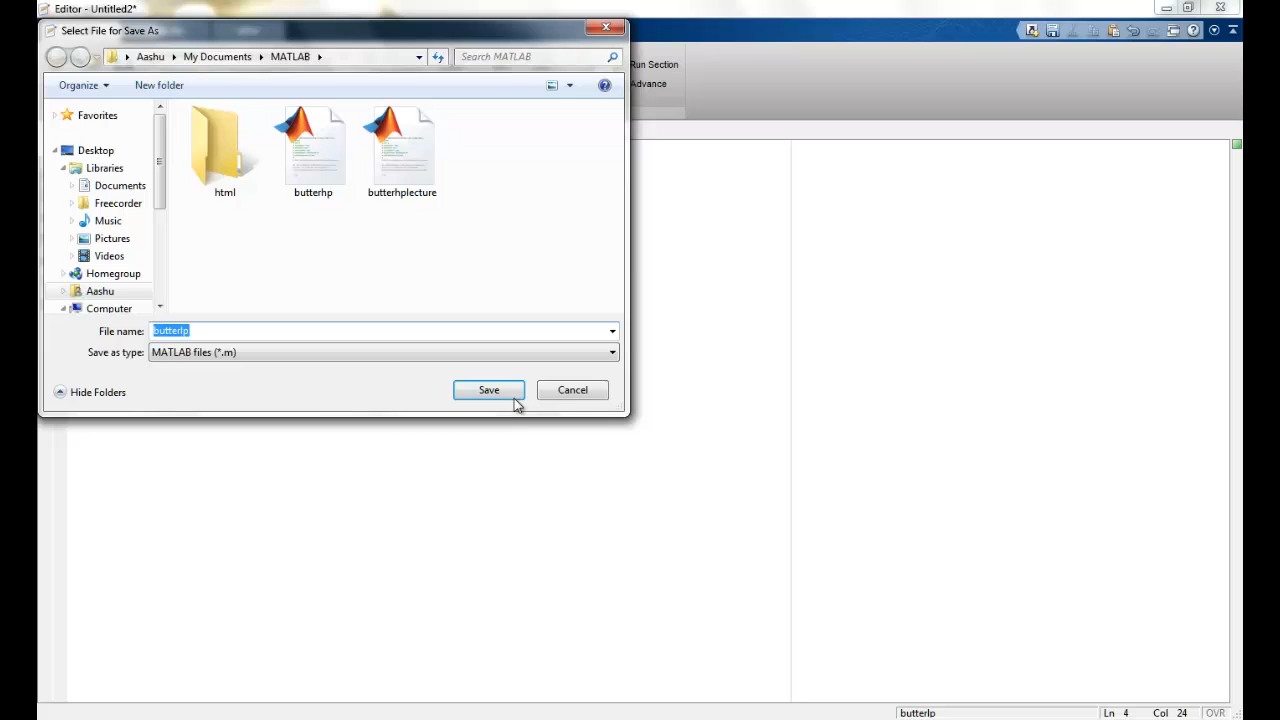 Editor - Untitled2*
Select File for Save As
Aashu
My Documents
MATLAB
Search MATLAB
Run Section
Advance
Organize
New folder
Favorites
Desktop
Libraries
Documents
Freecorder
Music
Pictures
Videos
Homegroup
Aashu
Computer
html
butterhp
butterhplecture
File name:
butterlp
Save as type:
MATLAB files (*.m)
Hide Folders
Save
Cancel
butterlp
Ln 4 Col 24 OVR